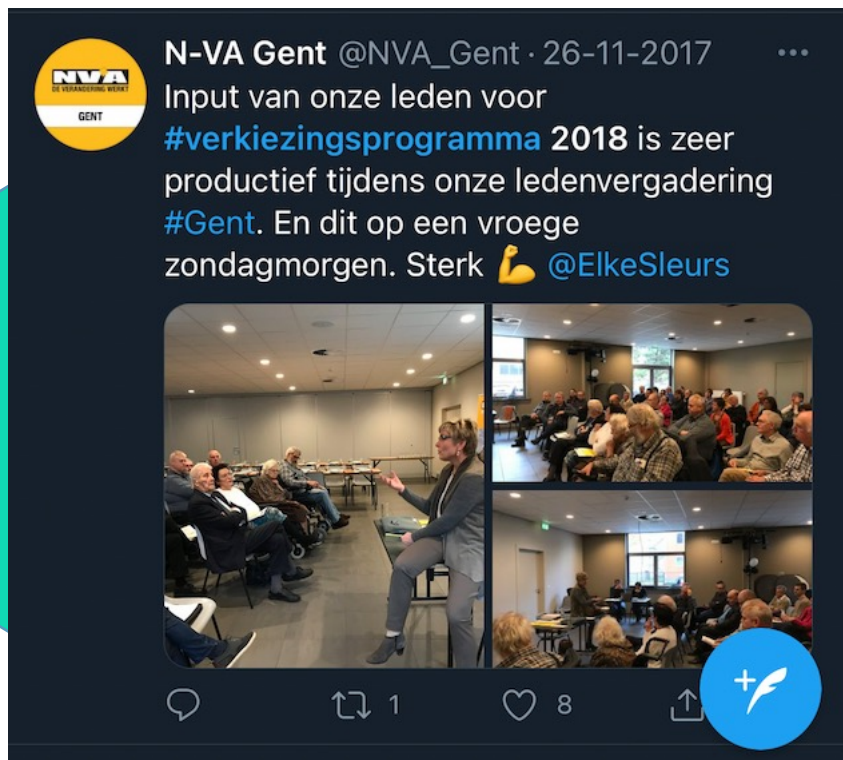 N-VA Gent @NVA_Gent · 26-11-2017
N-VA
DE VERANDERING WERKT
GENT
Input van onze leden voor
#verkiezingsprogramma 2018 is zeer
productief tijdens onze ledenvergadering
#Gent. En dit op een vroege
zondagmorgen. Sterk 💪 @ElkeSleurs
1
8